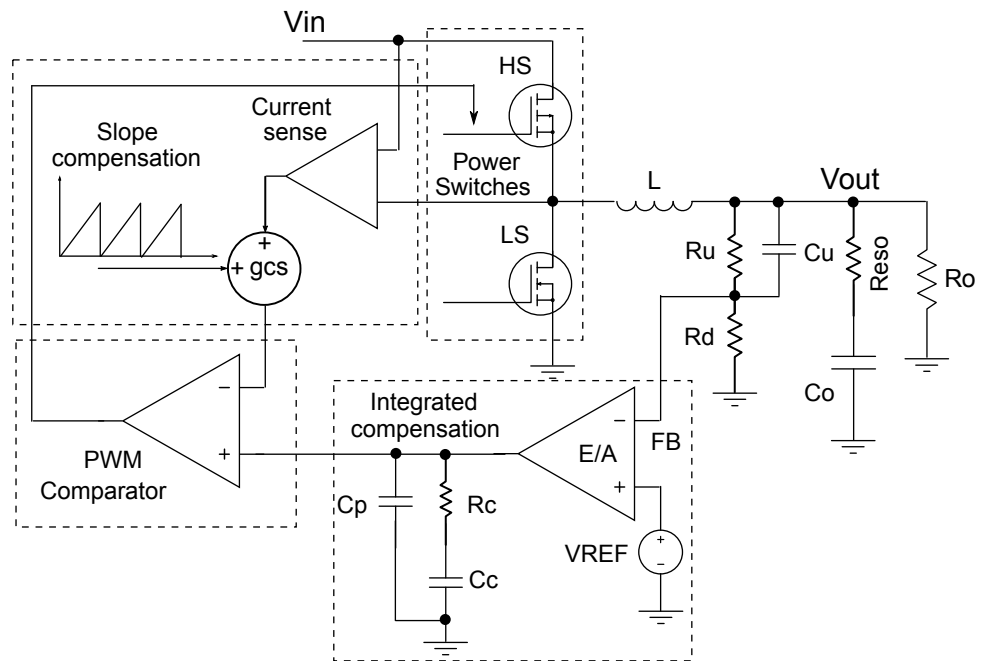 Vin
HS
Current
sense
Slope
compensation
Power
Switches
L
Vout
+
+ gcs
LS
Ru
Cu
Reso
Ro
Rd
Co
−
+
PWM
Comparator
Integrated
compensation
−
E/A
+
FB
Cp
Rc
VREF
+
−
Cc